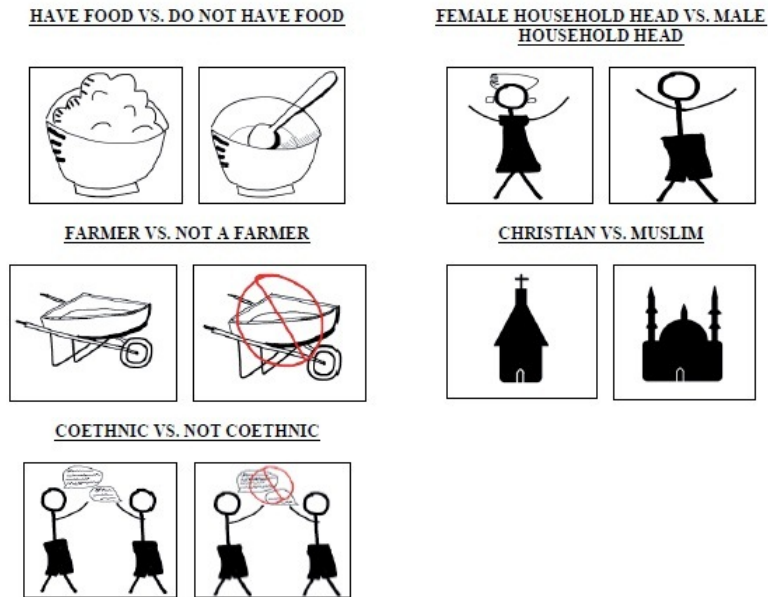 HAVE FOOD VS. DO NOT HAVE FOOD
FEMALE HOUSEHOLD HEAD VS. MALE
HOUSEHOLD HEAD
FARMER VS. NOT A FARMER
CHRISTIAN VS. MUSLIM
COETHNIC VS. NOT COETHNIC